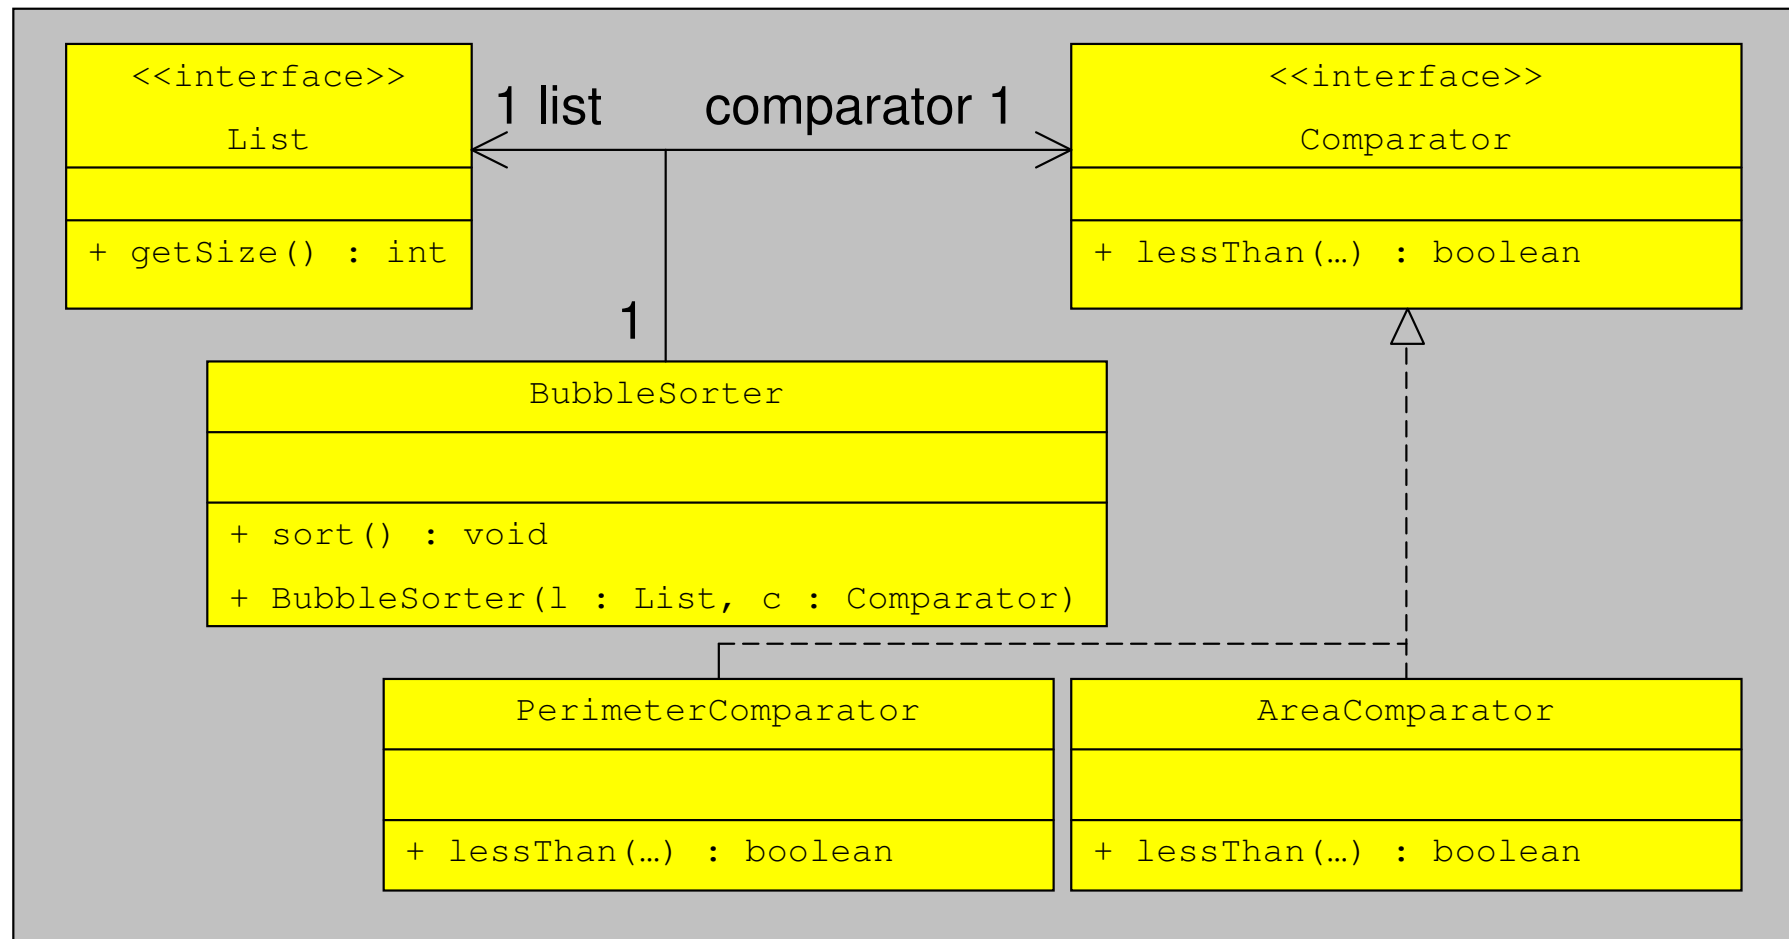 <<interface>>
List
+ getSize() : int
1 list
comparator 1
<<interface>>
Comparator
+ lessThan(…) : boolean
1
BubbleSorter
+ sort() : void
+ BubbleSorter(l : List, c : Comparator)
PerimeterComparator
+ lessThan(…) : boolean
AreaComparator
+ lessThan(…) : boolean